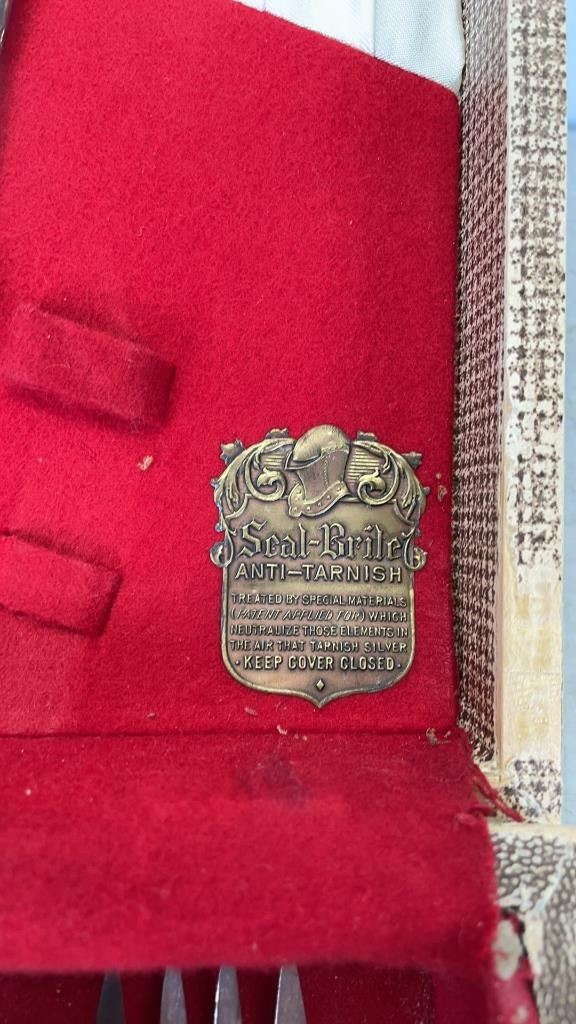 Seal-Brite
ANTI-TARNISH
TREATED BY SPECIAL MATERIALS
(PATENT APPLIED FOR) WHICH
NEUTRALIZE THOSE ELEMENTS IN
THE AIR THAT TARNISH SILVER
· KEEP COVER CLOSED ·